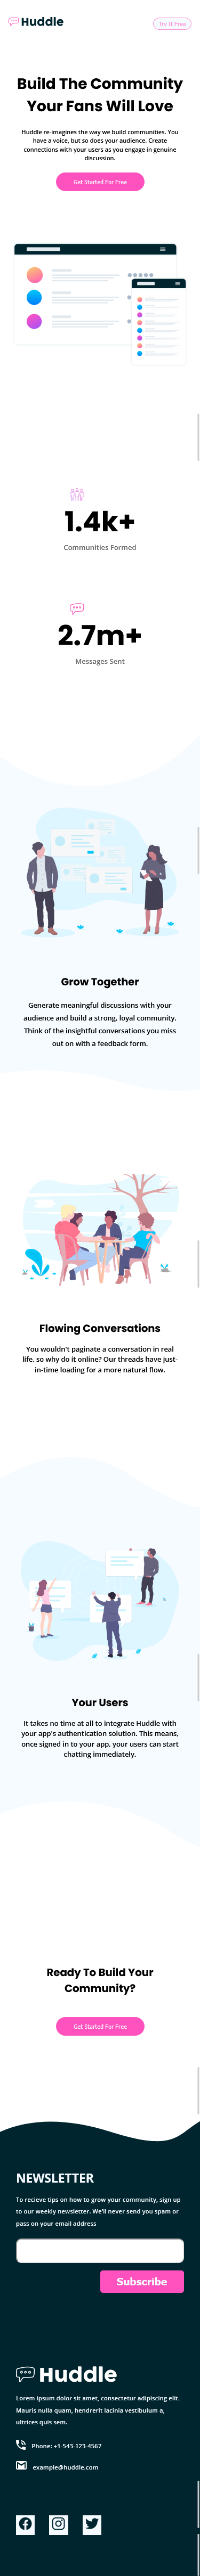 Huddle
Try It Free
Build The Community
Your Fans Will Love
Huddle re-imagines the way we build communities. You
have a voice, but so does your audience. Create
connections with your users as you engage in genuine
discussion.
Get Started For Free
1.4k+
Communities Formed
2.7m+
Messages Sent
Grow Together
Generate meaningful discussions with your
audience and build a strong, loyal community.
Think of the insightful conversations you miss
out on with a feedback form.
Flowing Conversations
You wouldn't paginate a conversation in real
life, so why do it online? Our threads have just-
in-time loading for a more natural flow.
Your Users
It takes no time at all to integrate Huddle with
your app's authentication solution. This means,
once signed in to your app, your users can start
chatting immediately.
Ready To Build Your
Community?
Get Started For Free
NEWSLETTER
To recieve tips on how to grow your community, sign up
to our weekly newsletter. We'll never send you spam or
pass on your email address
Subscribe
Huddle
Lorem ipsum dolor sit amet, consectetur adipiscing elit.
Mauris nulla quam, hendrerit lacinia vestibulum a,
ultrices quis sem.
Phone: +1-543-123-4567
example@huddle.com